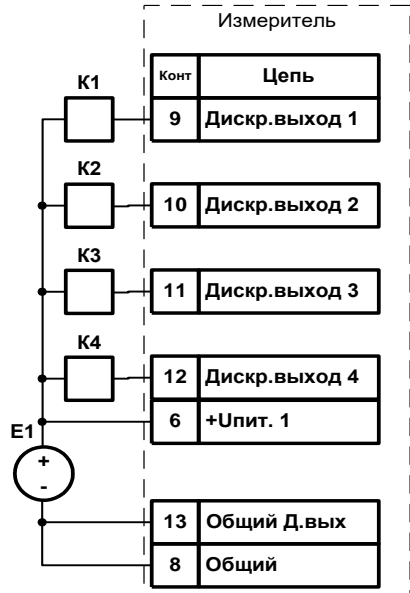 Измеритель
Конт Цепь
К1
9 Дискр.выход 1
К2
10 Дискр.выход 2
К3
11 Дискр.выход 3
К4
12 Дискр.выход 4
6 +Uпит. 1
E1
+
-
13 Общий Д.вых
8 Общий